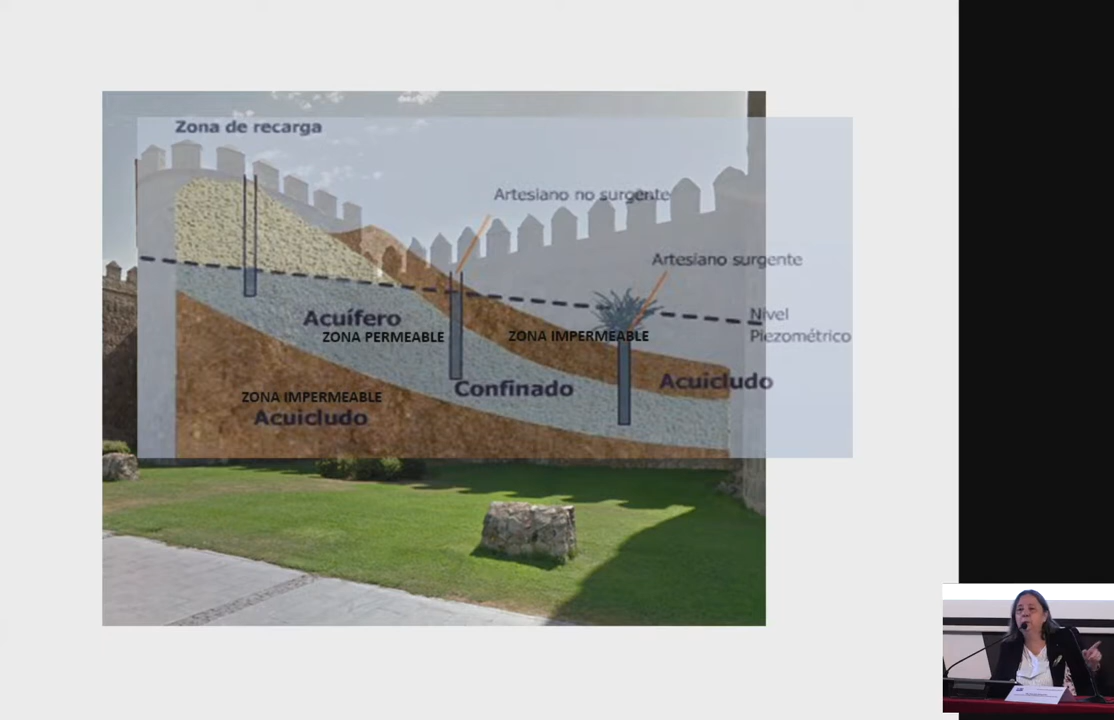 Zona de recarga
Artesiano no surgente
Artesiano surgente
Nivel
Piezométrico
Acuífero
ZONA PERMEABLE
ZONA IMPERMEABLE
Confinado
Acuicludo
ZONA IMPERMEABLE
Acuicludo